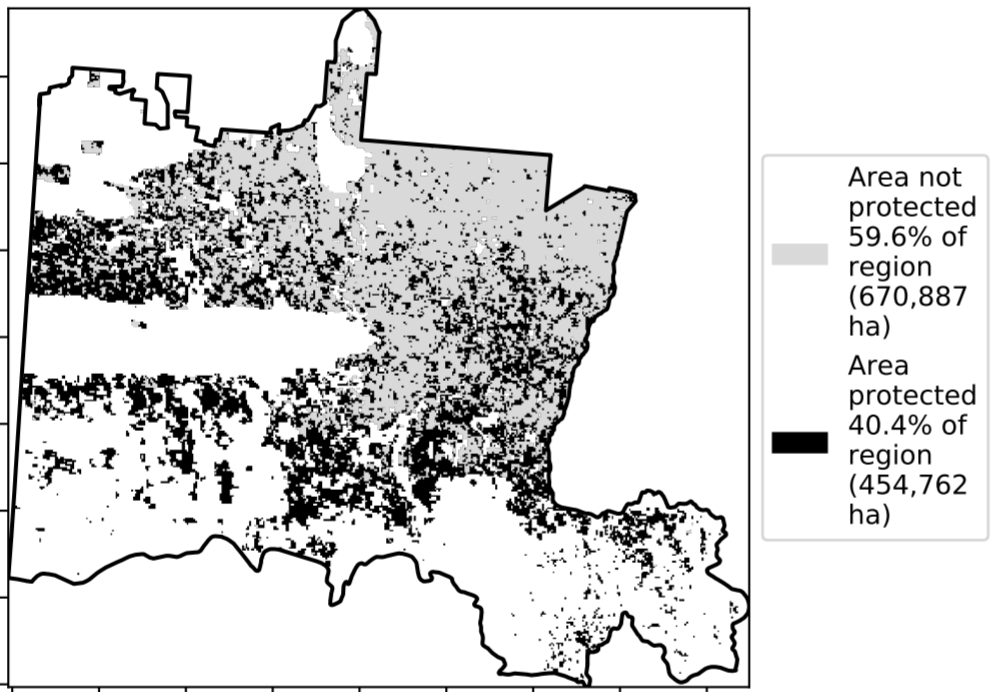 Area not
protected
59.6% of
region
(670,887
ha)
Area
protected
40.4% of
region
(454,762
ha)